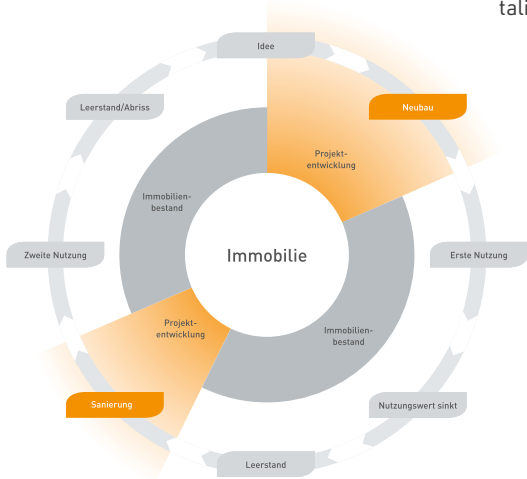 tali
Idee
Leerstand/Abriss
Neubau
Projekt-
entwicklung
Immobilien-
bestand
Zweite Nutzung
Immobilie
Erste Nutzung
Projekt-
entwicklung
Immobilien-
bestand
Sanierung
Nutzungswert sinkt
Leerstand